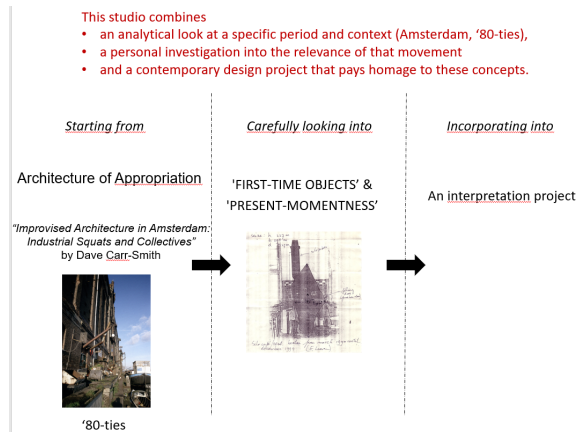 This studio combines
• an analytical look at a specific period and context (Amsterdam, ‘80-ties),
• a personal investigation into the relevance of that movement
• and a contemporary design project that pays homage to these concepts.
Starting from
Carefully looking into
Incorporating into
Architecture of Appropriation
'FIRST-TIME OBJECTS’ &
'PRESENT-MOMENTNESS’
An interpretation project
“Improvised Architecture in Amsterdam:
Industrial Squats and Collectives”
by Dave Carr-Smith
‘80-ties